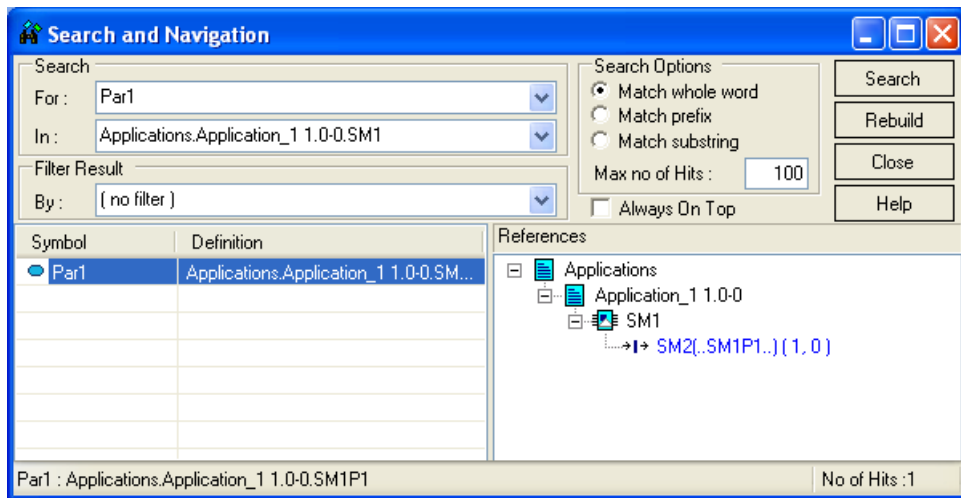 Search and Navigation
Search
For :
Par1
In :
Applications.Application_1 1.0-0.SM1
Filter Result
By :
( no filter )
Search Options
Match whole word
Match prefix
Match substring
Max no of Hits :
100
Always On Top
Search
Rebuild
Close
Help
Symbol
Definition
Par1
Applications.Application_1 1.0-0.SM...
References
Applications
Application_1 1.0-0
SM1
SM2(..SM1P1..) ( 1, 0 )
Par1 : Applications.Application_1 1.0-0.SM1P1
No of Hits :1